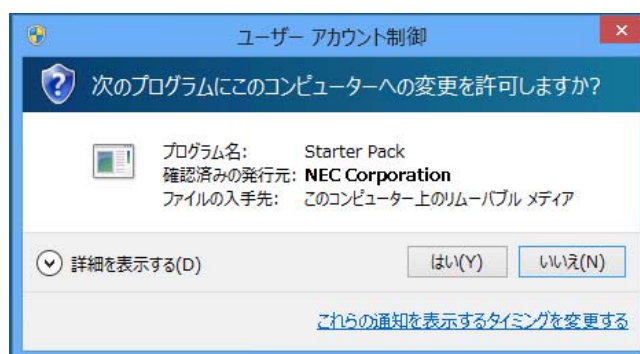 ユーザー アカウント制御
次のプログラムにこのコンピューターへの変更を許可しますか?
プログラム名: Starter Pack
確認済みの発行元: NEC Corporation
ファイルの入手先: このコンピューター上のリムーバブル メディア
詳細を表示する(D)
はい(Y)
いいえ(N)
これらの通知を表示するタイミングを変更する